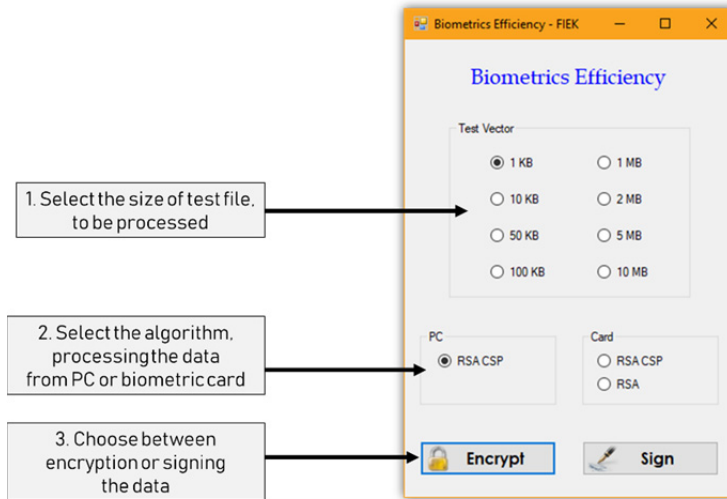 Biometrics Efficiency - FIEK
Biometrics Efficiency
Test Vector
1 KB
1 MB
10 KB
2 MB
50 KB
5 MB
100 KB
10 MB
1. Select the size of test file,
to be processed
PC
RSA CSP
Card
RSA CSP
RSA
2. Select the algorithm,
processing the data
from PC or biometric card
3. Choose between
encryption or signing
the data
Encrypt
Sign